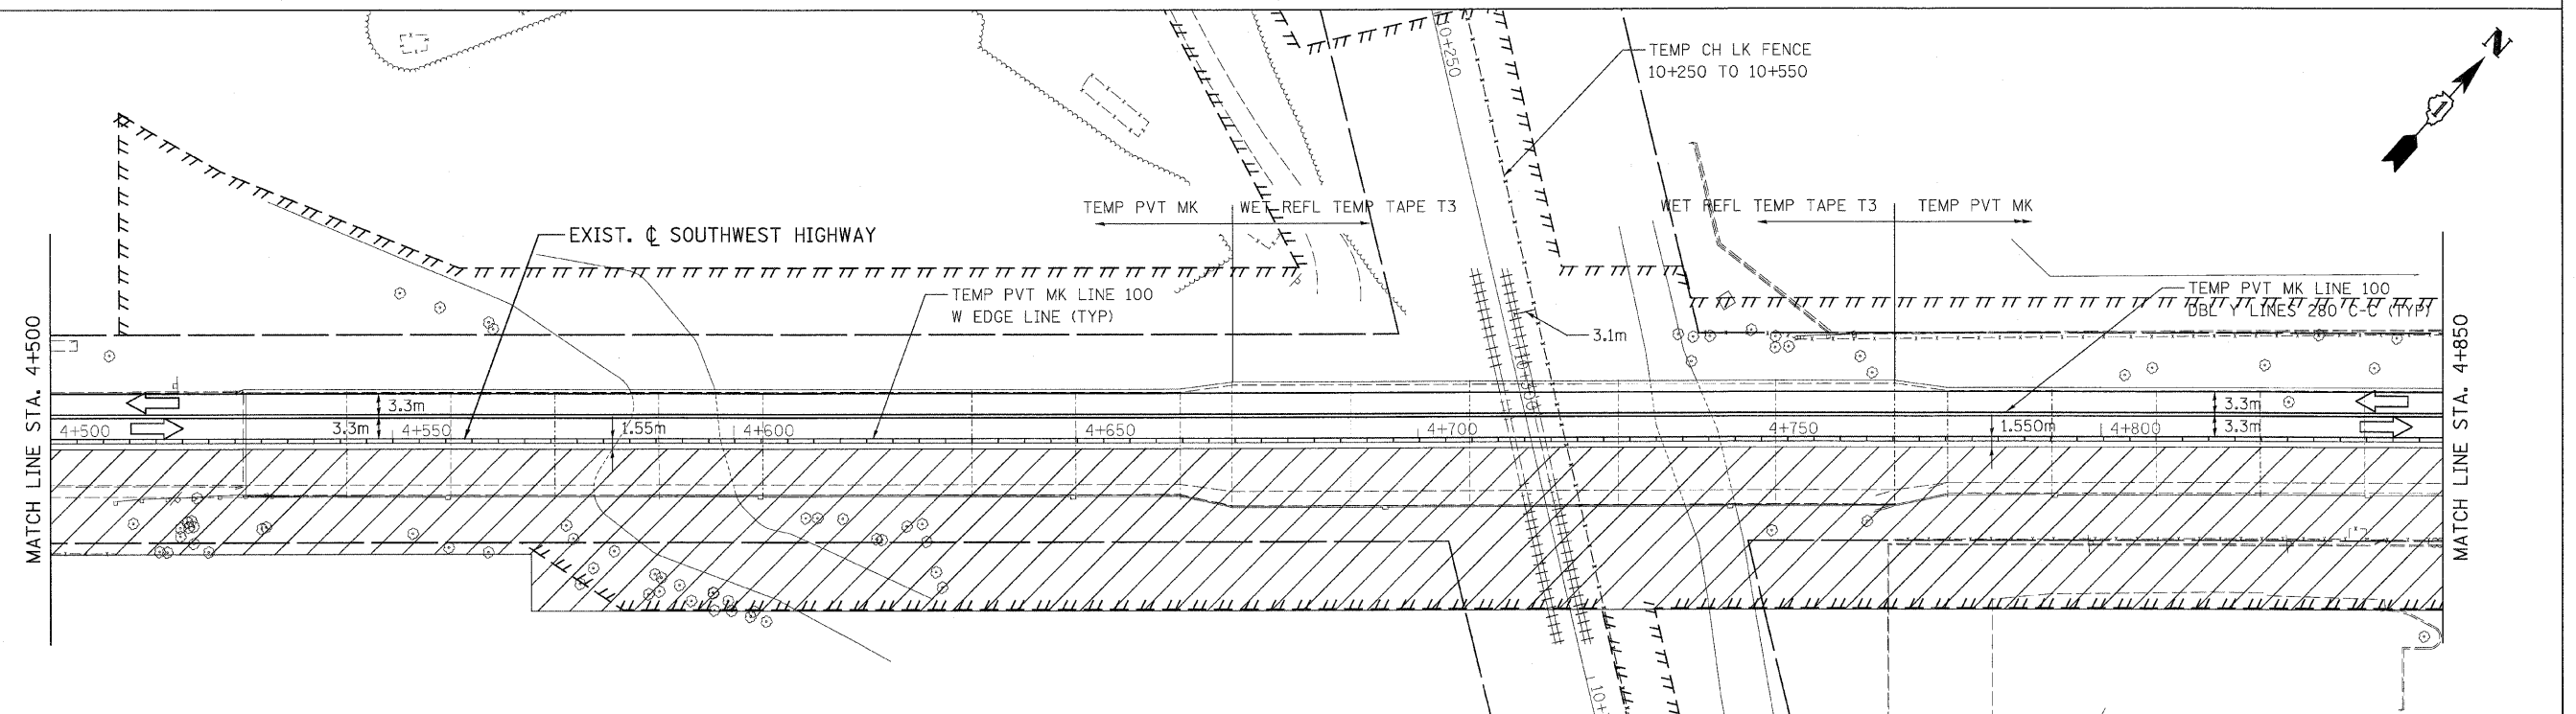 10+250
TEMP CH LK FENCE
10+250 TO 10+550
N
1
TEMP PVT MK
WET REFL TEMP TAPE T3
WET REFL TEMP TAPE T3
TEMP PVT MK
EXIST. ℄ SOUTHWEST HIGHWAY
TEMP PVT MK LINE 100
W EDGE LINE (TYP)
TEMP PVT MK LINE 100
DBL Y LINES 280 C-C (TYP)
3.1m
MATCH LINE STA. 4+500
MATCH LINE STA. 4+850
10+300
3.3m
3.3m
4+500
3.3m
4+550
1.55m
4+600
4+650
4+700
4+750
1.550m
4+800
3.3m